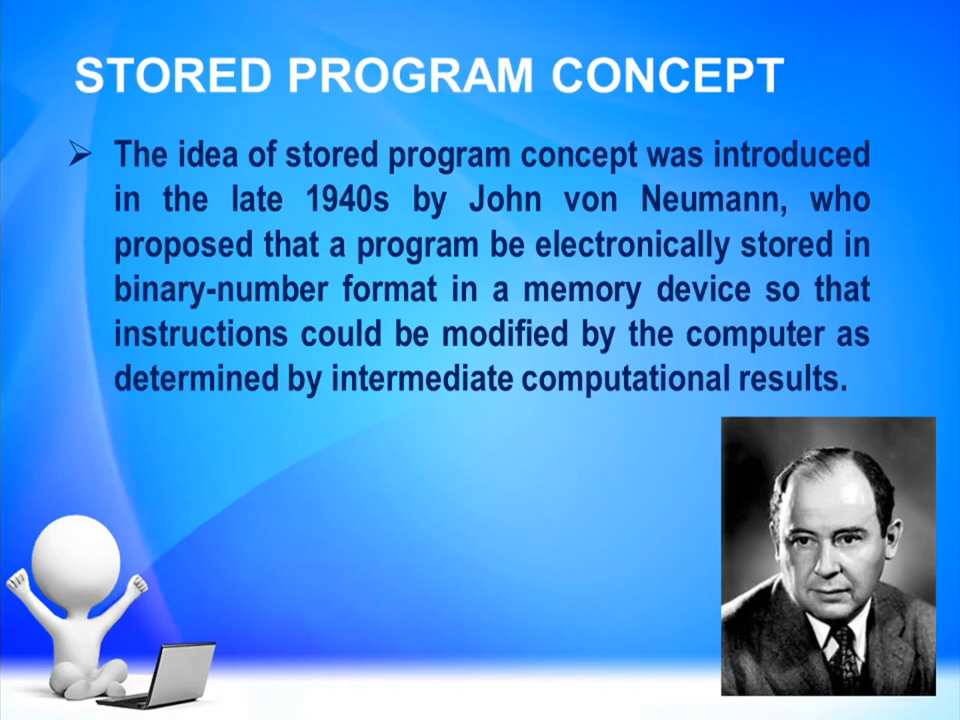 STORED PROGRAM CONCEPT
The idea of stored program concept was introduced
in the late 1940s by John von Neumann, who
proposed that a program be electronically stored in
binary-number format in a memory device so that
instructions could be modified by the computer as
determined by intermediate computational results.